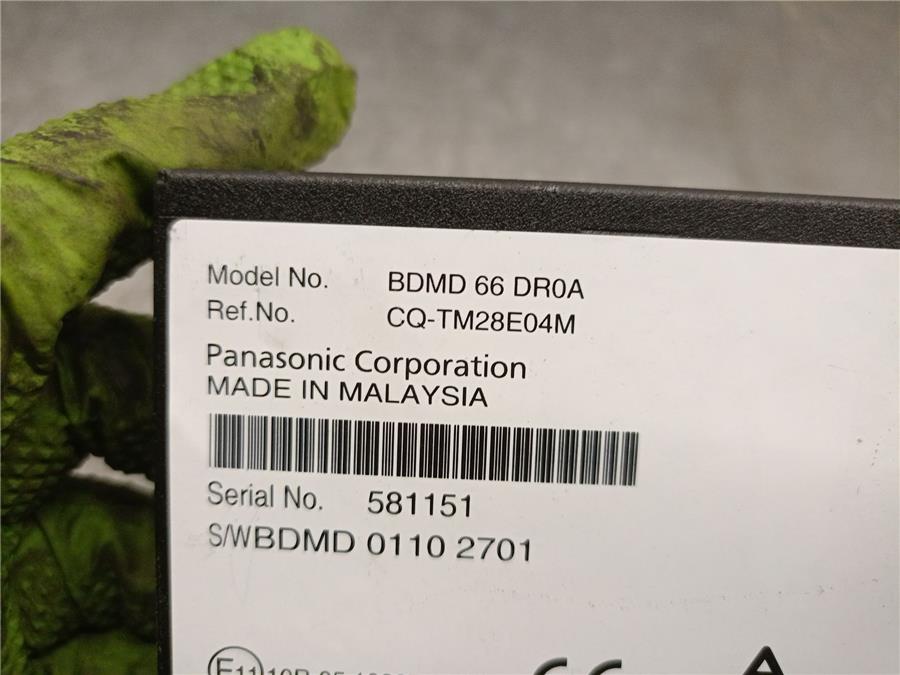 Model No. BDMD 66 DR0A
Ref.No. CQ-TM28E04M
Panasonic Corporation
MADE IN MALAYSIA
Serial No. 581151
S/WBDMD 0110 2701
E11